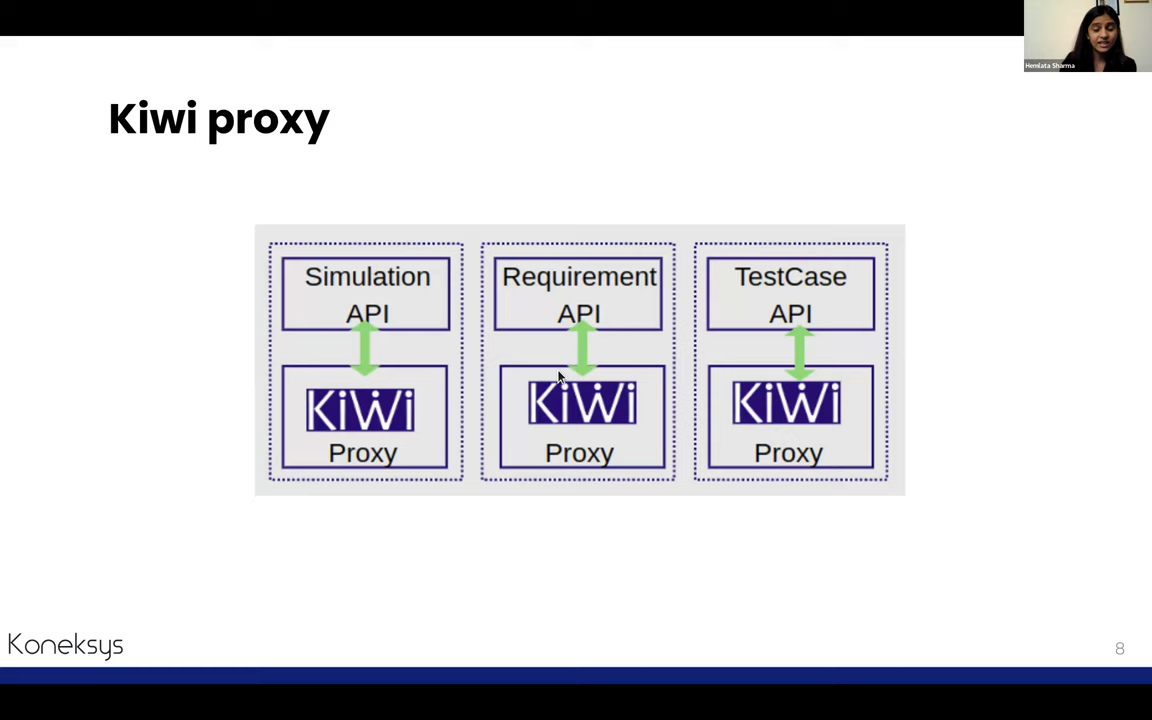 Hemlata Sharma
Kiwi proxy
Simulation
API
Requirement
API
TestCase
API
KiWi
Proxy
KiWi
Proxy
KiWi
Proxy
Koneksys
8